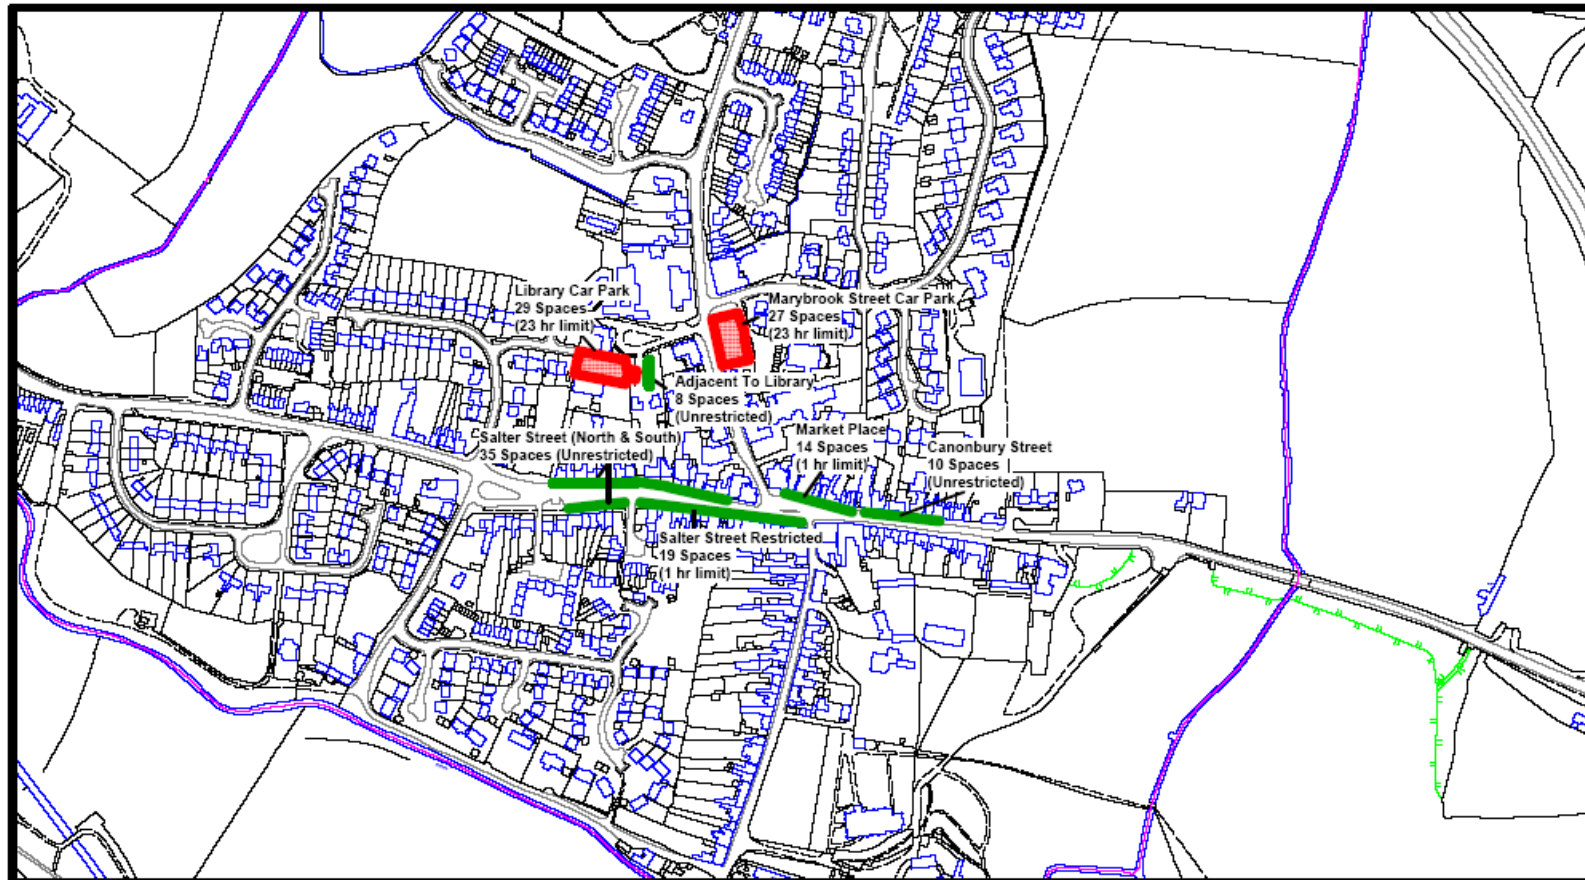 Library Car Park
29 Spaces
(23 hr limit)
Marybrook Street Car Park
27 Spaces
(23 hr limit)
Adjacent To Library
8 Spaces
(Unrestricted)
Salter Street (North & South)
35 Spaces (Unrestricted)
Market Place
14 Spaces
(1 hr limit)
Canonbury Street
10 Spaces
(Unrestricted)
Salter Street Restricted
19 Spaces
(1 hr limit)